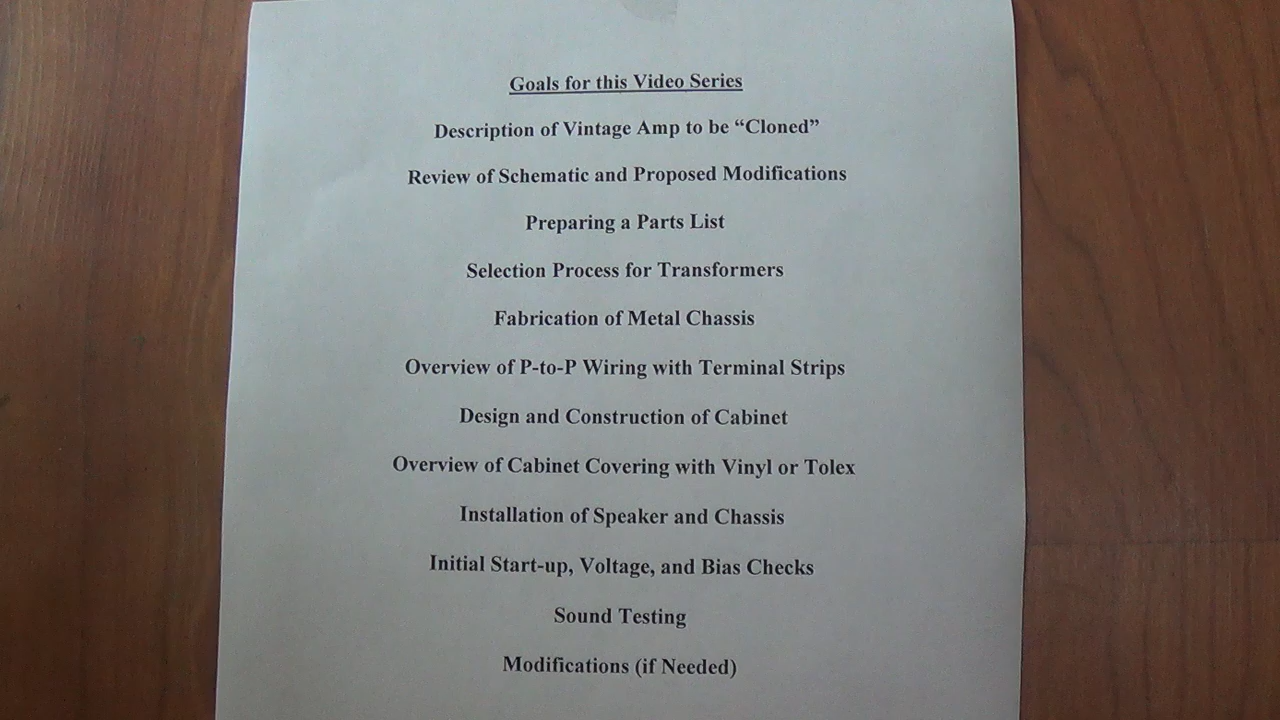 Goals for this Video Series
Description of Vintage Amp to be “Cloned”
Review of Schematic and Proposed Modifications
Preparing a Parts List
Selection Process for Transformers
Fabrication of Metal Chassis
Overview of P-to-P Wiring with Terminal Strips
Design and Construction of Cabinet
Overview of Cabinet Covering with Vinyl or Tolex
Installation of Speaker and Chassis
Initial Start-up, Voltage, and Bias Checks
Sound Testing
Modifications (if Needed)